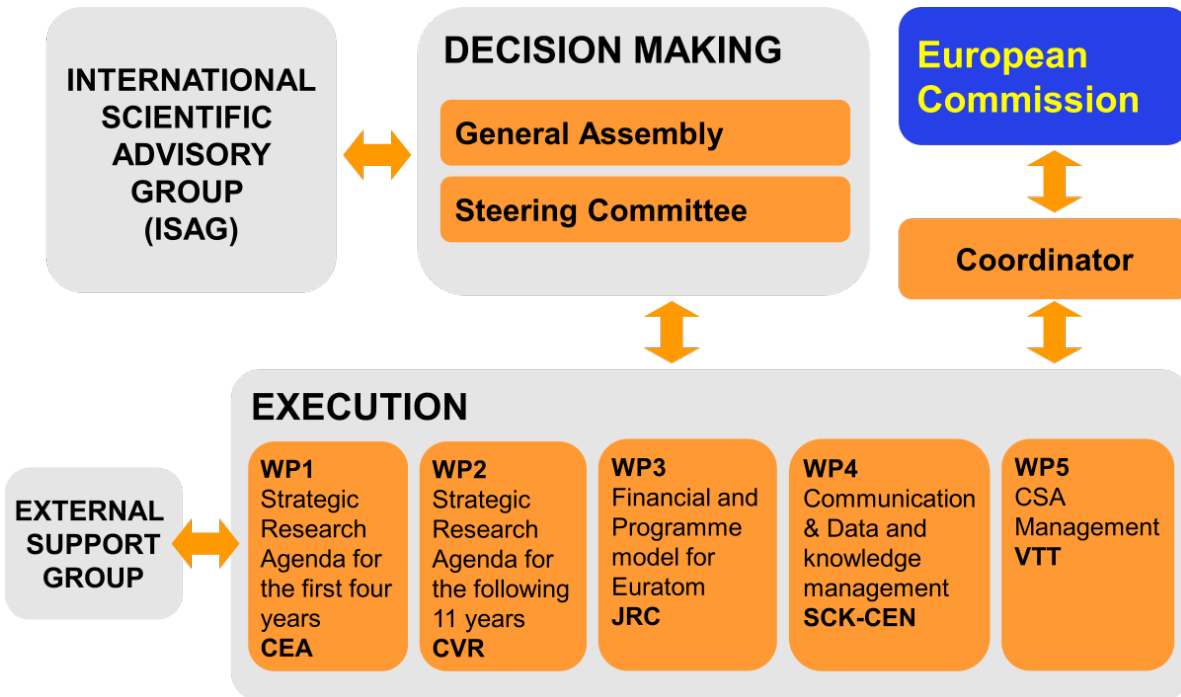 INTERNATIONAL
SCIENTIFIC
ADVISORY
GROUP
(ISAG)
DECISION MAKING
General Assembly
Steering Committee
European
Commission
Coordinator
EXECUTION
EXTERNAL
SUPPORT
GROUP
WP1
Strategic
Research
Agenda for
the first four
years
CEA
WP2
Strategic
Research
Agenda for
the following
11 years
CVR
WP3
Financial and
Programme
model for
Euratom
JRC
WP4
Communication
& Data and
knowledge
management
SCK-CEN
WP5
CSA
Management
VTT